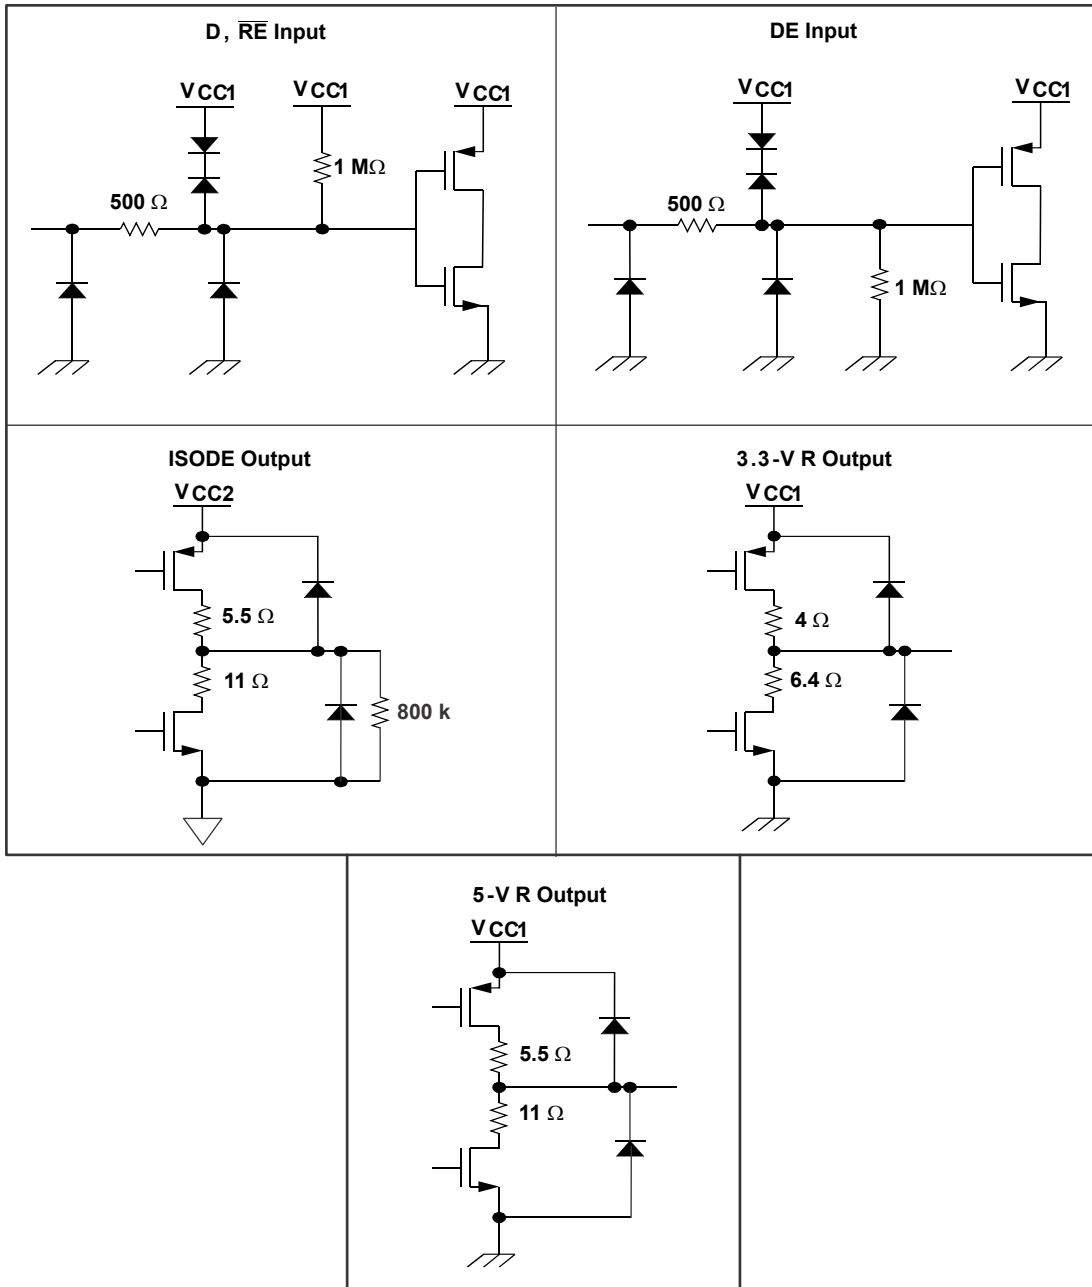 D, RE Input
VCC1
VCC1
VCC1
1 MΩ
500 Ω
DE Input
VCC1
VCC1
500 Ω
1 MΩ
ISODE Output
VCC2
5.5 Ω
11 Ω
800 k
3.3-V R Output
VCC1
4 Ω
6.4 Ω
5-V R Output
VCC1
5.5 Ω
11 Ω